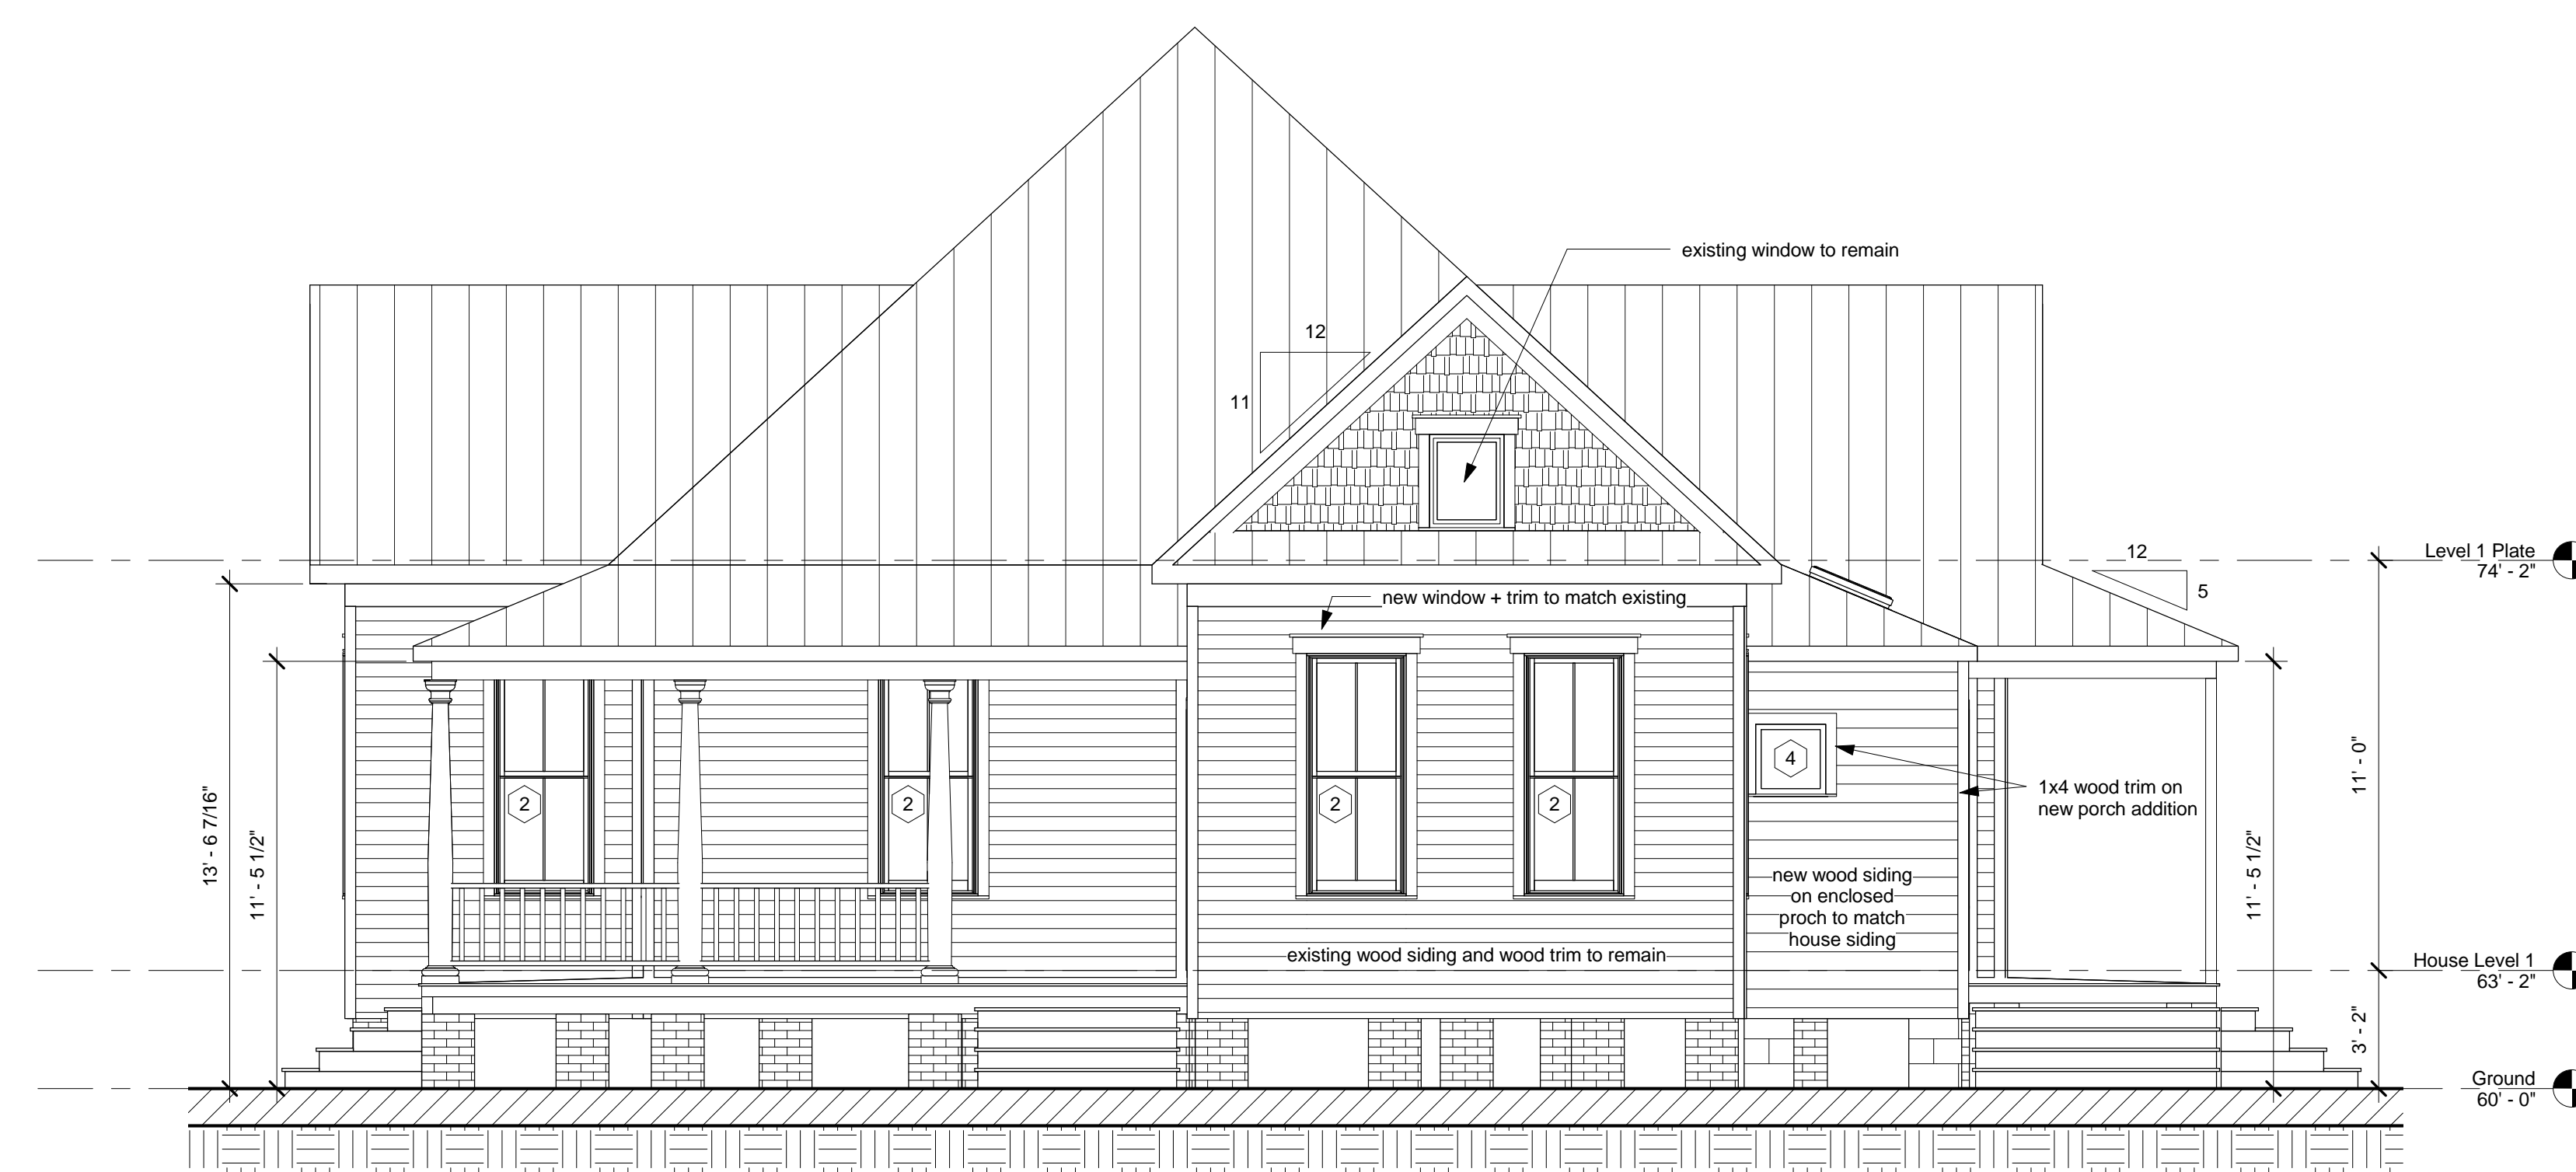 existing window to remain
12
11
Level 1 Plate
74' - 2"
12
5
new window + trim to match existing
4
2
2
2
2
1x4 wood trim on
new porch addition
13' - 6 7/16"
11' - 5 1/2"
11' - 5 1/2"
11' - 0"
new wood siding
on enclosed
proch to match
house siding
existing wood siding and wood trim to remain
House Level 1
63' - 2"
3' - 2"
Ground
60' - 0"